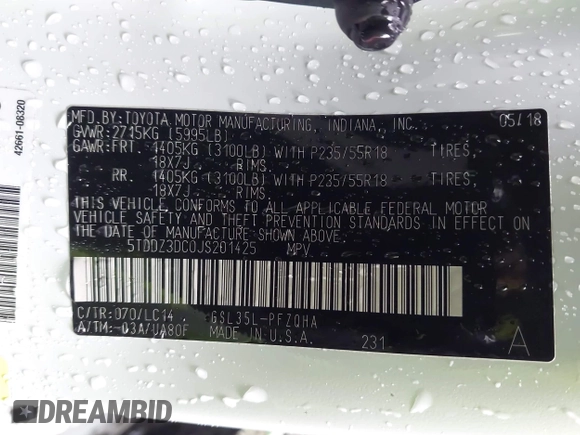 42661-08320
MFD.BY:TOYOTA MOTOR MANUFACTURING, INDIANA, INC. 05/18
GVWR:2715KG (5995LB)
GAWR:FRT. 1405KG (3100LB) WITH P235/55R18 TIRES,
18X7J RIMS,
RR. 1405KG (3100LB) WITH P235/55R18 TIRES,
18X7J RIMS,
THIS VEHICLE CONFORMS TO ALL APPLICABLE FEDERAL MOTOR
VEHICLE SAFETY AND THEFT PREVENTION STANDARDS IN EFFECT ON
THE DATE OF MANUFACTURE SHOWN ABOVE.
5TDDZ3DC0JS201425 MPV
C/TR:070/LC14 GSL35L-PFZQHA
A/TM:-03A/UA80F MADE IN U.S.A. 231 A
DREAMBID